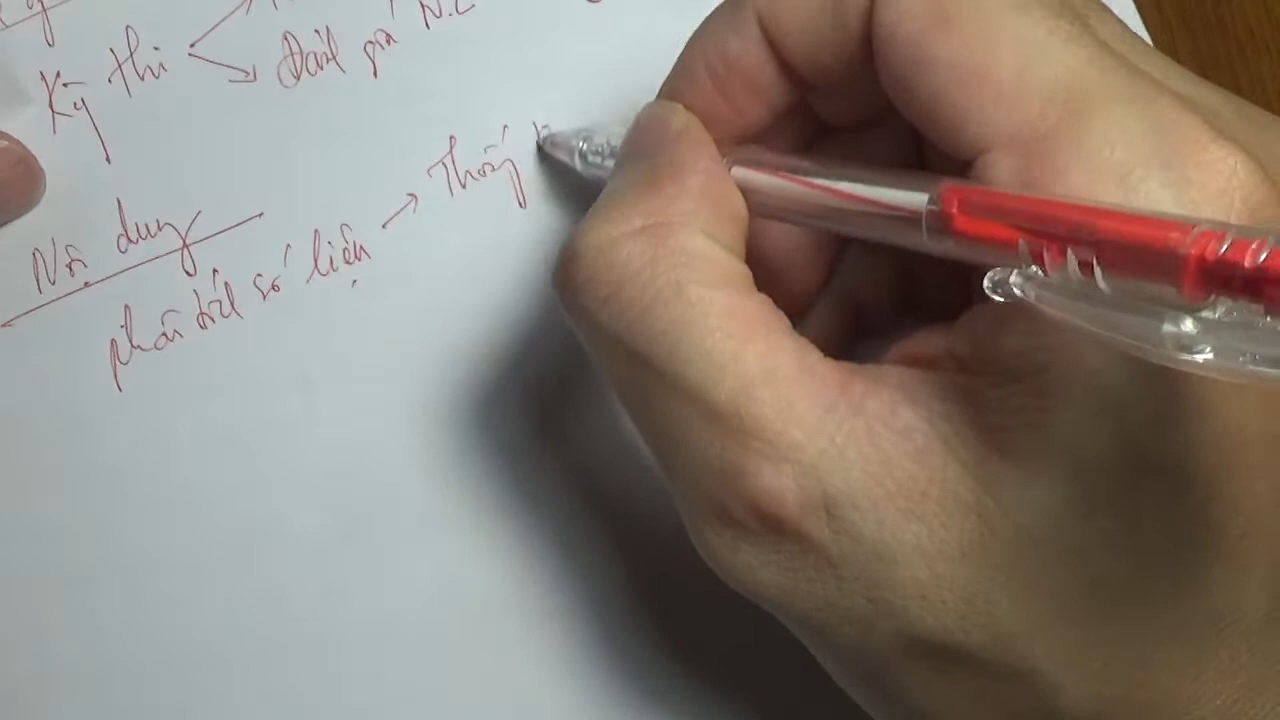 Kỳ thi
Đánh giá N.L
Nội dung
phân tích số liệu → Thống